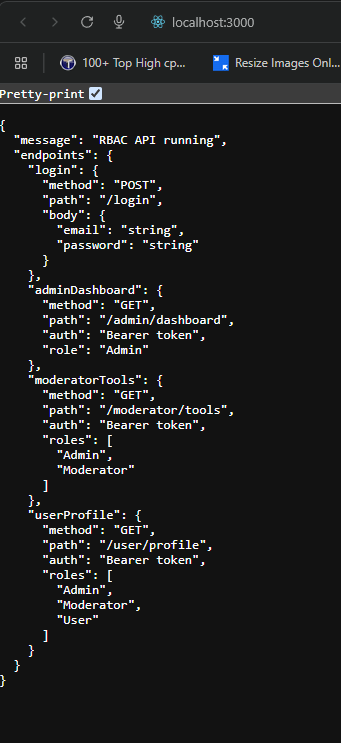 localhost:3000
100+ Top High cp... Resize Images Onl...
Pretty-print
{
  "message": "RBAC API running",
  "endpoints": {
    "login": {
      "method": "POST",
      "path": "/login",
      "body": {
        "email": "string",
        "password": "string"
      }
    },
    "adminDashboard": {
      "method": "GET",
      "path": "/admin/dashboard",
      "auth": "Bearer token",
      "role": "Admin"
    },
    "moderatorTools": {
      "method": "GET",
      "path": "/moderator/tools",
      "auth": "Bearer token",
      "roles": [
        "Admin",
        "Moderator"
      ]
    },
    "userProfile": {
      "method": "GET",
      "path": "/user/profile",
      "auth": "Bearer token",
      "roles": [
        "Admin",
        "Moderator",
        "User"
      ]
    }
  }
}